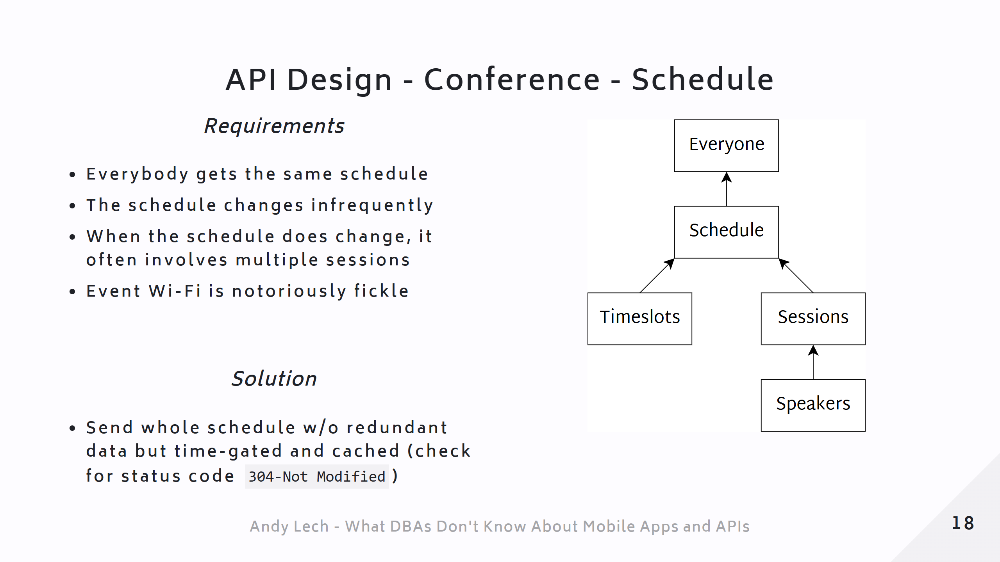 API Design - Conference - Schedule
Requirements
• Everybody gets the same schedule
• The schedule changes infrequently
• When the schedule does change, it
often involves multiple sessions
• Event Wi-Fi is notoriously fickle
Solution
• Send whole schedule w/o redundant
data but time-gated and cached (check
for status code 304-Not Modified)
Everyone
Schedule
Timeslots
Sessions
Speakers
Andy Lech - What DBAs Don't Know About Mobile Apps and APIs
18